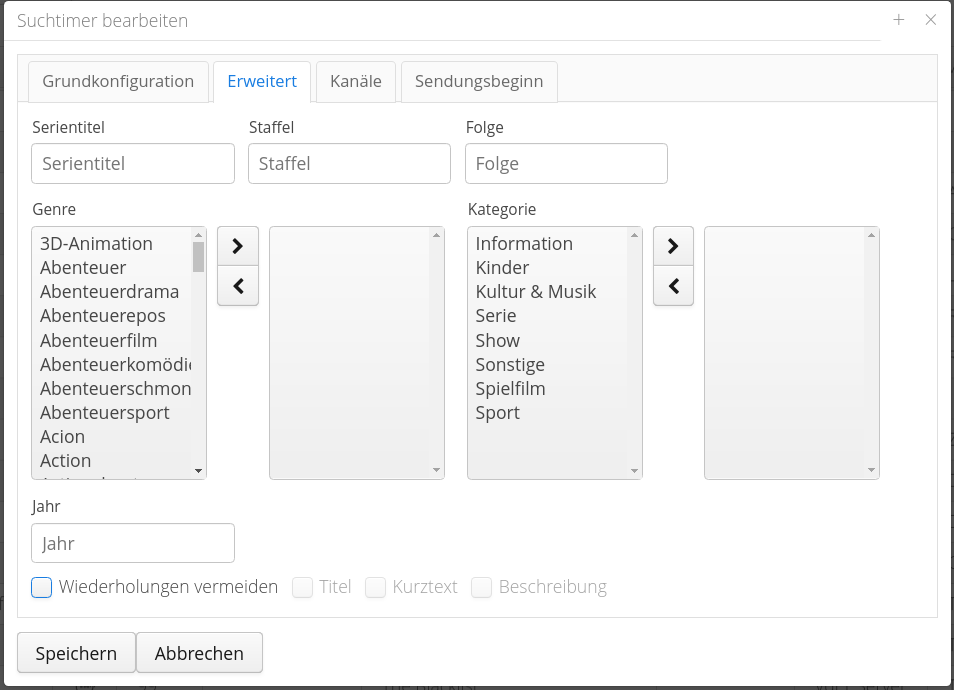 Suchtimer bearbeiten
Grundkonfiguration Erweitert Kanäle Sendungsbeginn
Serientitel Staffel Folge
Serientitel Staffel Folge
Genre Kategorie
3D-Animation Information
Abenteuer Kinder
Abenteuerdrama Kultur & Musik
Abenteuerepos Serie
Abenteuerfilm Show
Abenteuerkomödie Sonstige
Abenteuerschmon Spielfilm
Abenteuersport Sport
Acion
Action
Jahr
Jahr
Wiederholungen vermeiden Titel Kurztext Beschreibung
Speichern Abbrechen